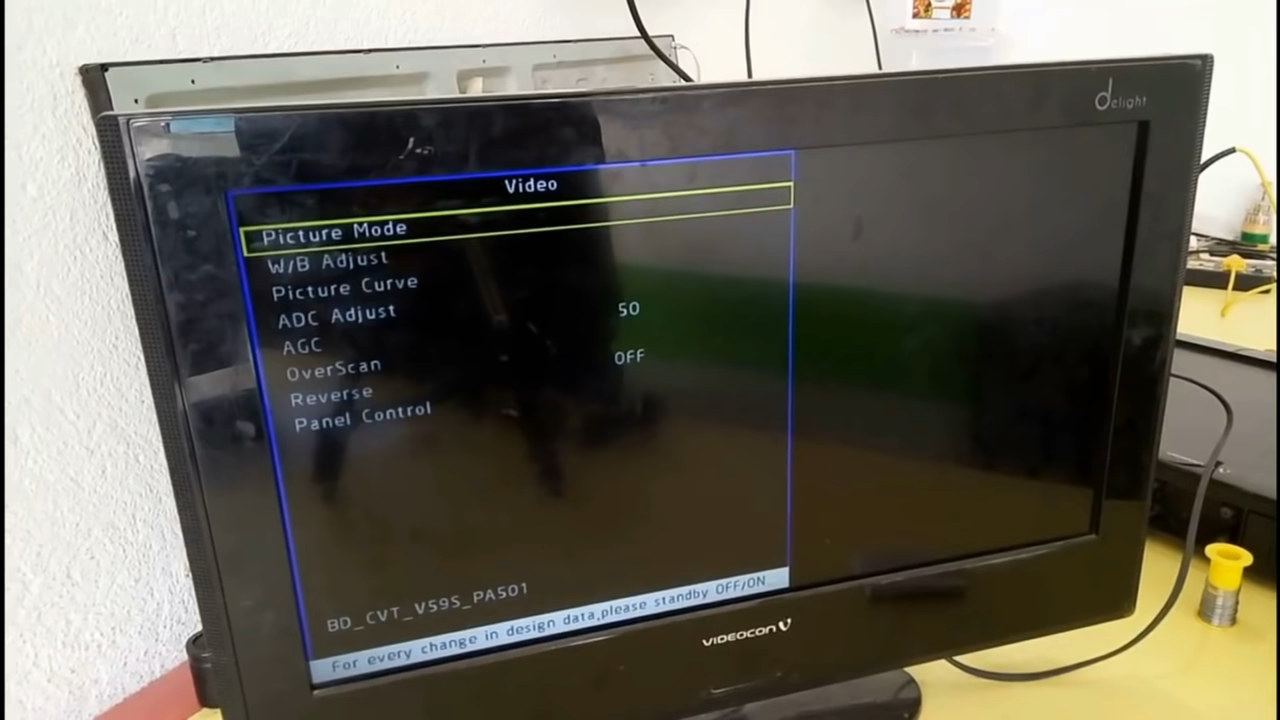 delight
Video
Picture Mode
W/B Adjust
Picture Curve
ADC Adjust 50
AGC
OverScan OFF
Reverse
Panel Control
BD_CVT_V59S_PA501
For every change in design data,please standby OFF/ON
VIDEOCON